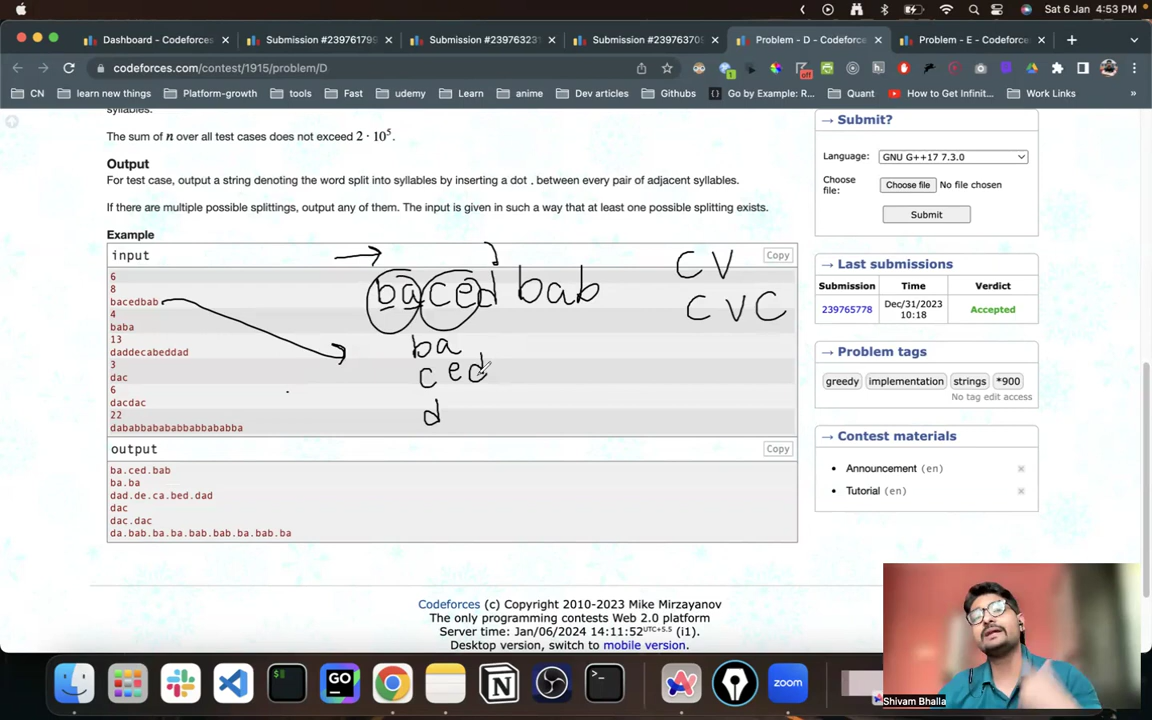 Sat 6 Jan 4:53 PM
Dashboard - Codeforces
Submission #239761799
Submission #239763231
Submission #239763709
Problem - D - Codeforce
Problem - E - Codeforce
codeforces.com/contest/1915/problem/D
off
1
CN
learn new things
Platform-growth
tools
Fast
udemy
Learn
anime
Dev articles
Githubs
Go by Example: R...
Quant
How to Get Infinit...
Work Links
syllables.
The sum of n over all test cases does not exceed 2 · 10⁵.
Output
For test case, output a string denoting the word split into syllables by inserting a dot . between every pair of adjacent syllables.
If there are multiple possible splittings, output any of them. The input is given in such a way that at least one possible splitting exists.
Example
input
Copy
6
8
bacedbab
4
baba
13
daddecabeddad
3
dac
6
dacdac
22
dababbabababbabbababba
bacedbab
ba
ced
d
CV
CVC
output
Copy
ba.ced.bab
ba.ba
dad.de.ca.bed.dad
dac
dac.dac
da.bab.ba.ba.bab.bab.ba.bab.ba
→ Submit?
Language:
GNU G++17 7.3.0
Choose file:
Choose file
No file chosen
Submit
→ Last submissions
Submission
Time
Verdict
239765778
Dec/31/2023 10:18
Accepted
→ Problem tags
greedy
implementation
strings
*900
No tag edit access
→ Contest materials
Announcement (en)
Tutorial (en)
Codeforces (c) Copyright 2010-2023 Mike Mirzayanov
The only programming contests Web 2.0 platform
Server time: Jan/06/2024 14:11:52 UTC+5.5 (i1).
Desktop version, switch to mobile version.
GO
zoom
Shivam Bhalla